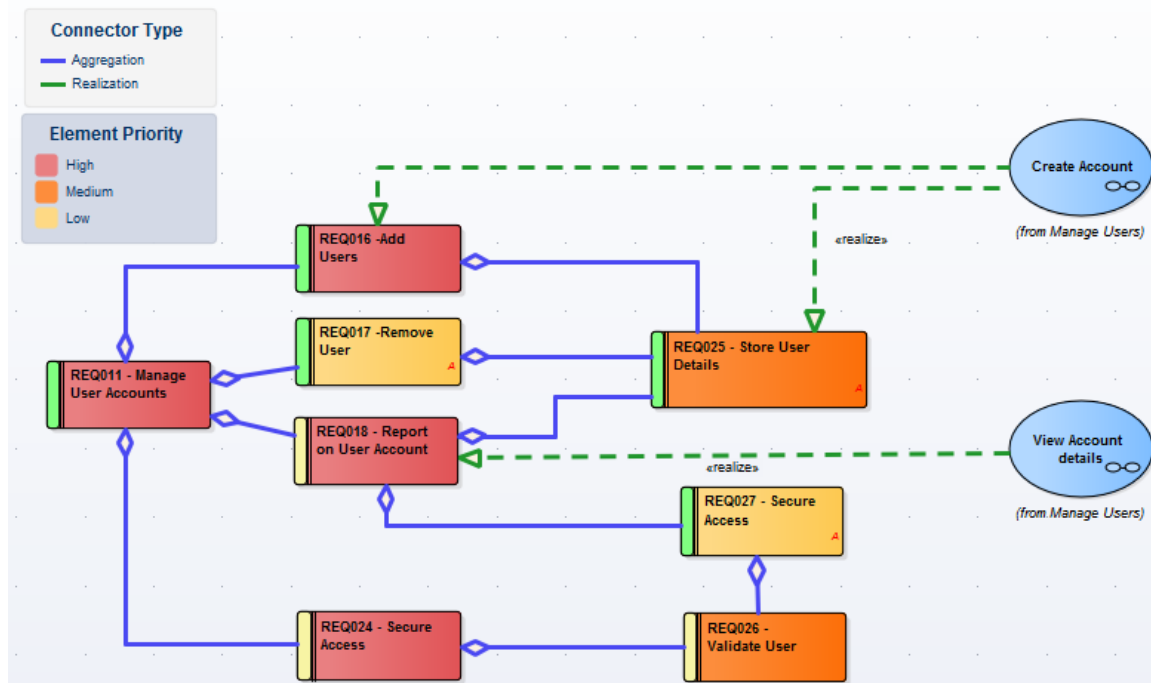 Connector Type
Aggregation
Realization
Element Priority
High
Medium
Low
Create Account
(from Manage Users)
«realize»
REQ016 -Add
Users
REQ017 -Remove
User
A
REQ025 - Store User
Details
A
REQ011 - Manage
User Accounts
REQ018 - Report
on User Account
View Account
details
(from Manage Users)
«realize»
REQ027 - Secure
Access
A
REQ024 - Secure
Access
REQ026 -
Validate User